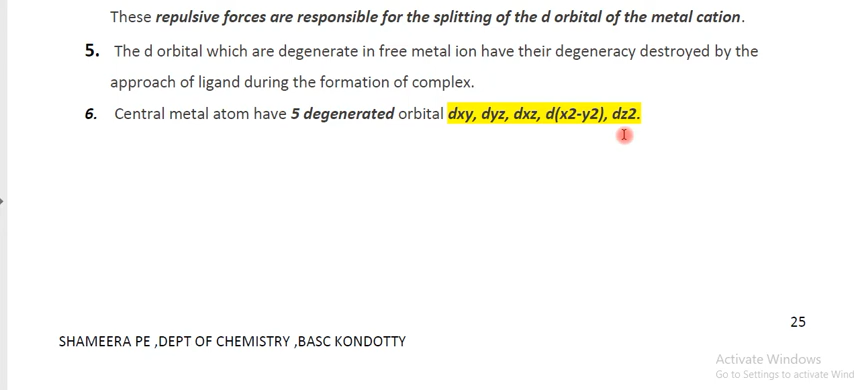 These repulsive forces are responsible for the splitting of the d orbital of the metal cation.
5. The d orbital which are degenerate in free metal ion have their degeneracy destroyed by the
approach of ligand during the formation of complex.
6. Central metal atom have 5 degenerated orbital dxy, dyz, dxz, d(x2-y2), dz2.
25
SHAMEERA PE ,DEPT OF CHEMISTRY ,BASC KONDOTTY
Activate Windows
Go to Settings to activate Wind